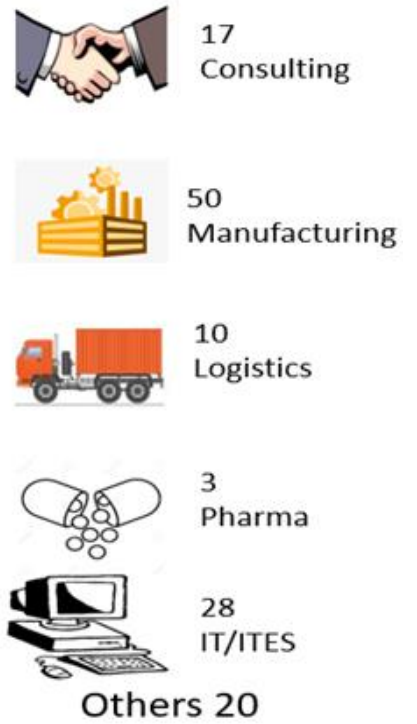 17
Consulting
50
Manufacturing
10
Logistics
3
Pharma
28
IT/ITES
Others 20